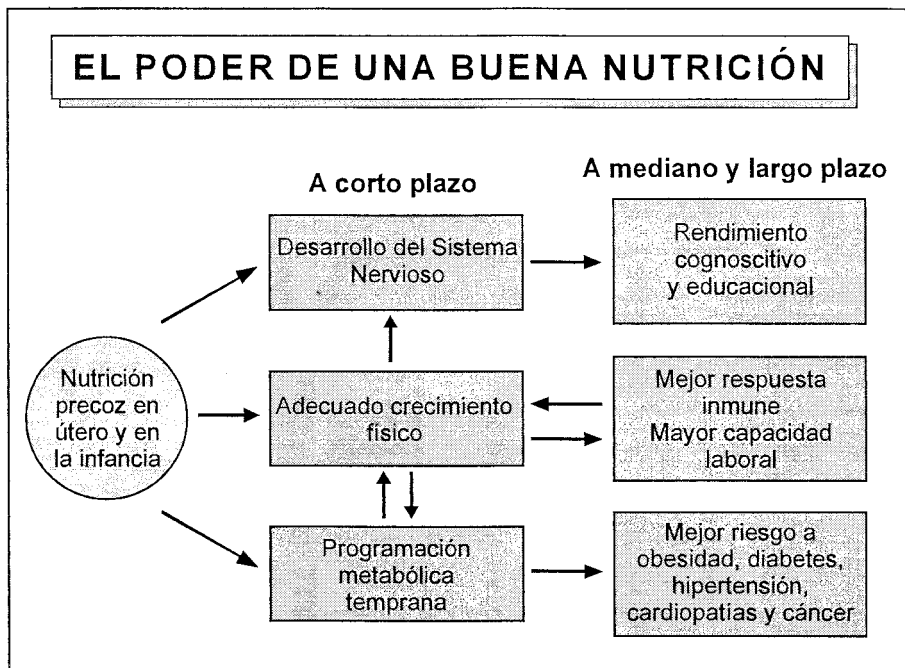 EL PODER DE UNA BUENA NUTRICIÓN
A corto plazo
A mediano y largo plazo
Desarrollo del Sistema
Nervioso
Rendimiento
cognoscitivo
y educacional
Nutrición
precoz en
útero y en
la infancia
Adecuado crecimiento
físico
Mejor respuesta
inmune
Mayor capacidad
laboral
Programación
metabólica
temprana
Mejor riesgo a
obesidad, diabetes,
hipertensión,
cardiopatías y cáncer